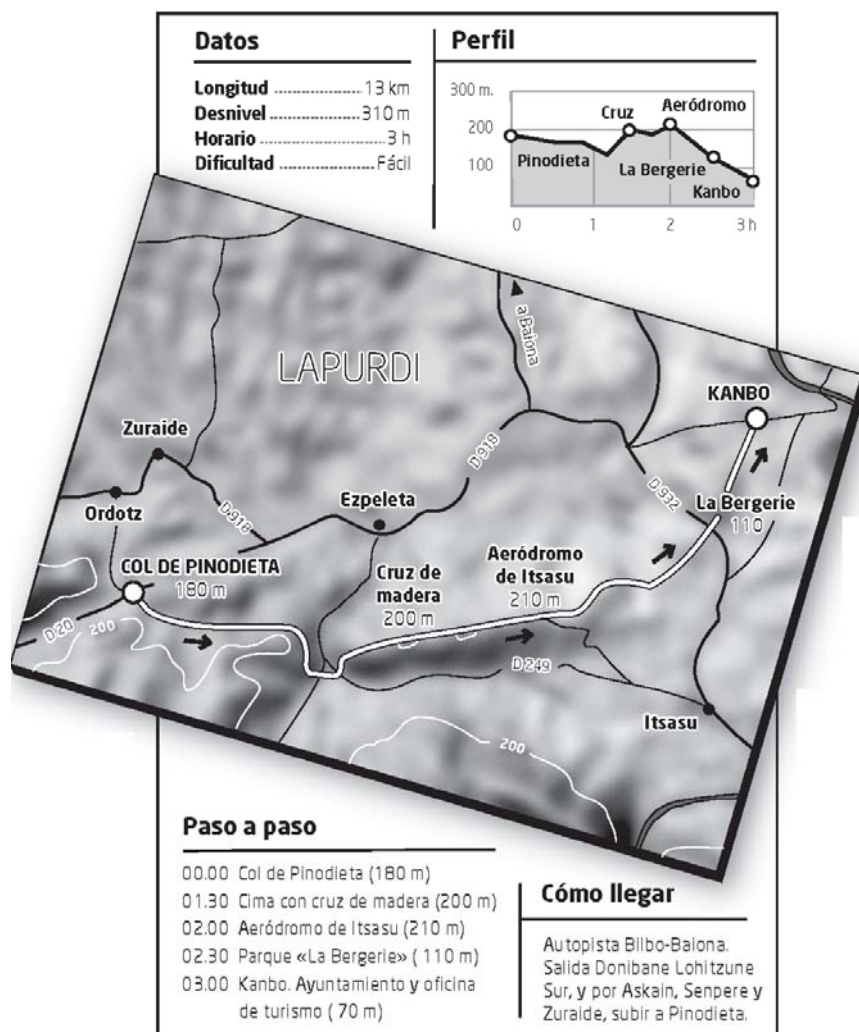 Datos
Longitud .................... 13 km
Desnivel .................. 310 m
Horario .......................... 3 h
Dificultad ................... Fácil
Perfil
300 m.
200
100
Cruz
Aeródromo
Pinodieta
La Bergerie
Kanbo
0 1 2 3 h
a Baiona
LAPURDI
KANBO
Zuraide
D-918
D-932
La Bergerie
110
Ordotz
D-918
Ezpeleta
COL DE PINODIETA
180 m
Cruz de
madera
200 m
Aeródromo
de Itsasu
210 m
D-20
200
D 249
Itsasu
200
Paso a paso
00.00 Col de Pinodieta (180 m)
01.30 Cima con cruz de madera (200 m)
02.00 Aeródromo de Itsasu (210 m)
02.30 Parque «La Bergerie» ( 110 m)
03.00 Kanbo. Ayuntamiento y oficina
de turismo ( 70 m)
Cómo llegar
Autopista Bilbo-Baiona.
Salida Donibane Lohitzune
Sur, y por Askain, Senpere y
Zuraide, subir a Pinodieta.